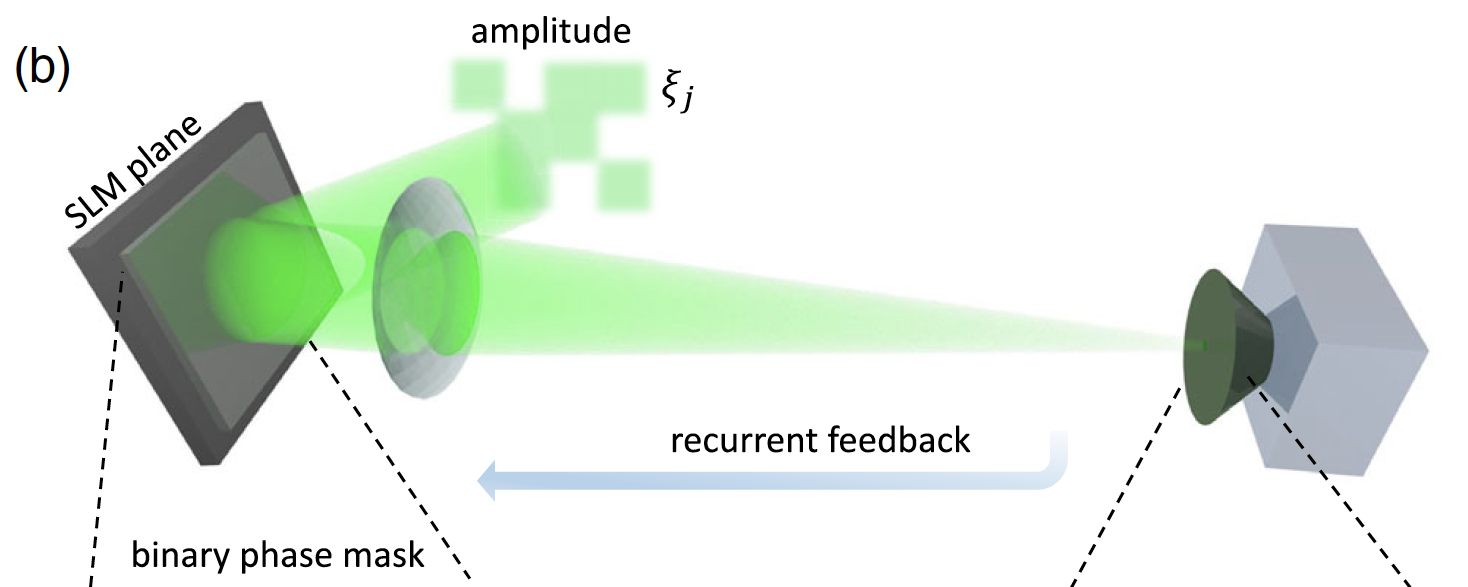 (b)
amplitude
ξj
SLM plane
recurrent feedback
binary phase mask